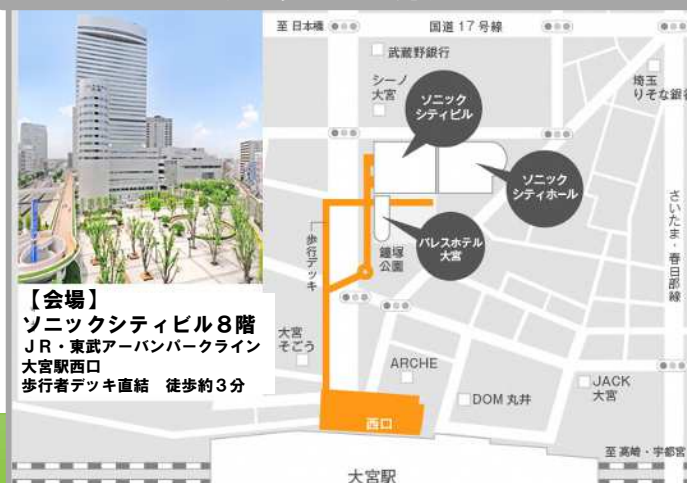 至 日本橋
国道 17 号線
武蔵野銀行
シーノ
大宮
埼玉
りそな銀行
ソニック
シティビル
ソニック
シティホール
パレスホテル
大宮
さいたま・春日部線
歩行デッキ
鐘塚
公園
【会場】
ソニックシティビル８階
ＪＲ・東武アーバンパークライン
大宮駅西口
歩行者デッキ直結　徒歩約３分
大宮
そごう
ARCHE
DOM 丸井
JACK
大宮
西口
至 高崎・宇都宮
大宮駅